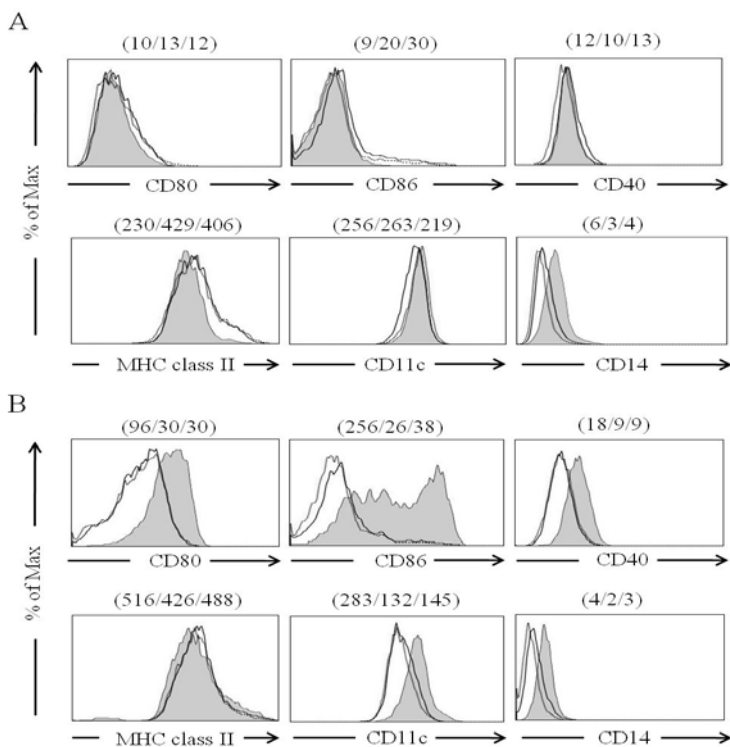 A
(10/13/12) (9/20/30) (12/10/13)
CD80 CD86 CD40
% of Max
(230/429/406) (256/263/219) (6/3/4)
MHC class II CD11c CD14
B
(96/30/30) (256/26/38) (18/9/9)
CD80 CD86 CD40
% of Max
(516/426/488) (283/132/145) (4/2/3)
MHC class II CD11c CD14